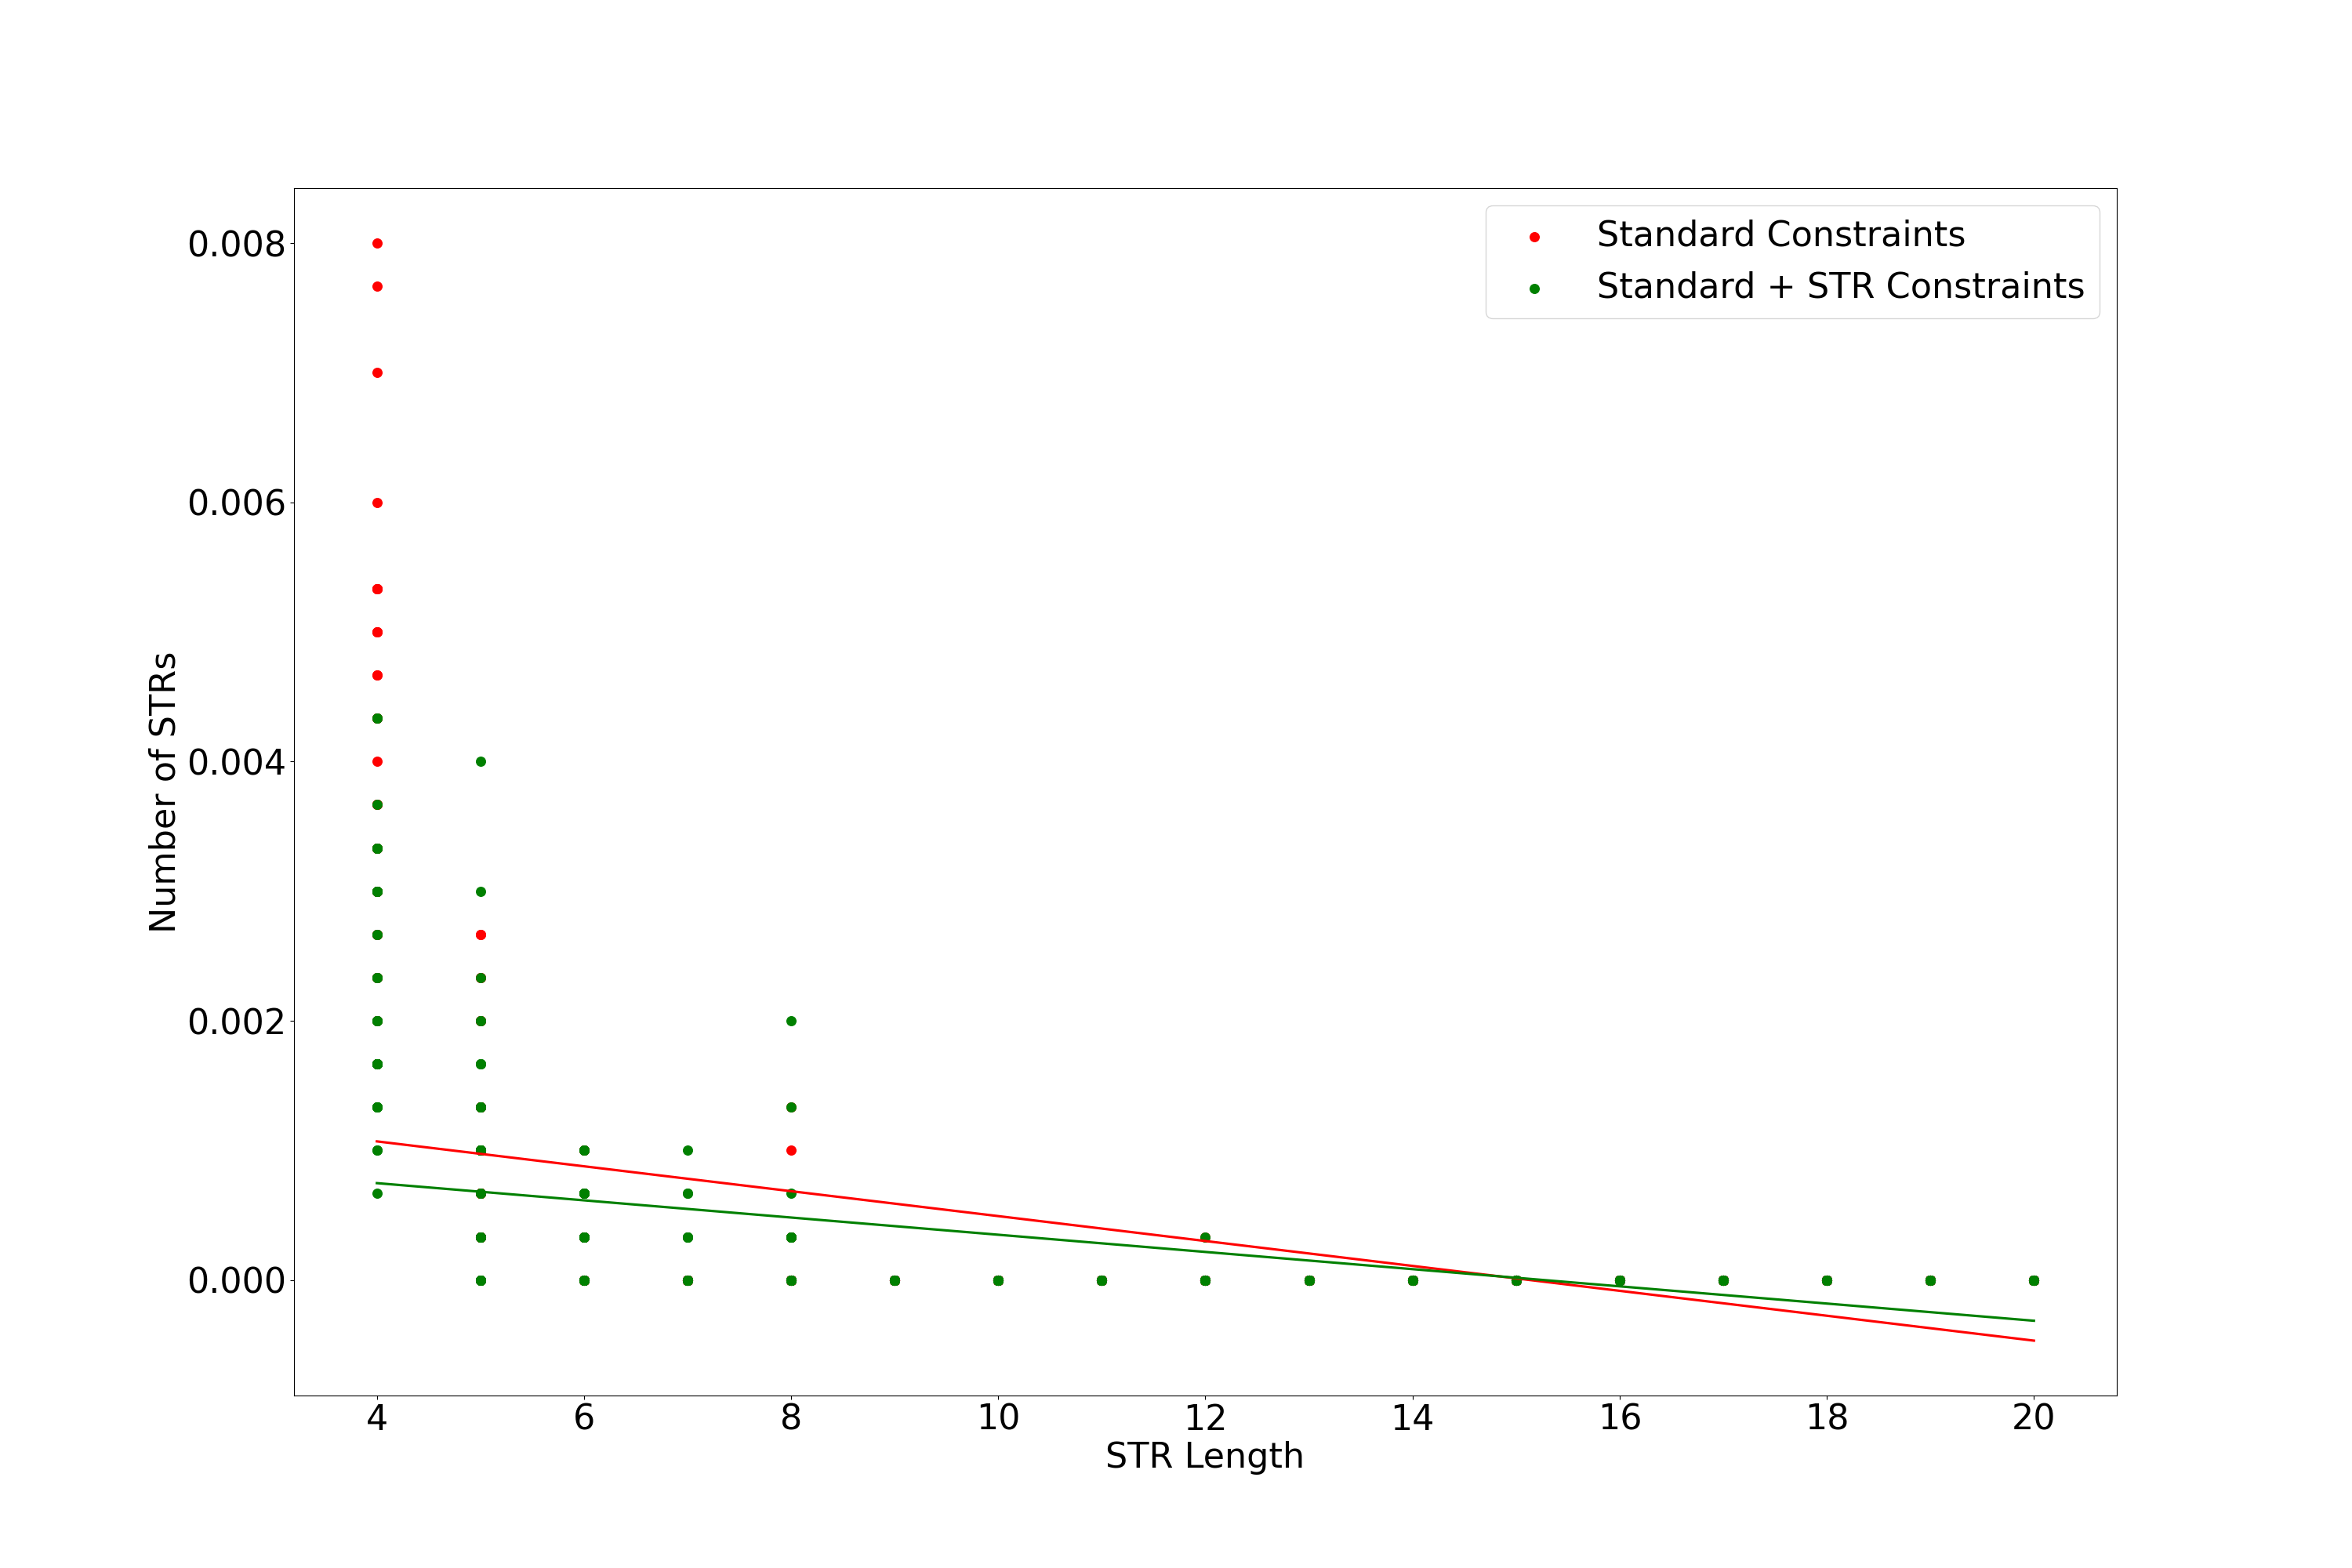 Standard Constraints
Standard + STR Constraints
0.008
0.006
0.004
0.002
0.000
Number of STRs
4 6 8 10 12 14 16 18 20
STR Length